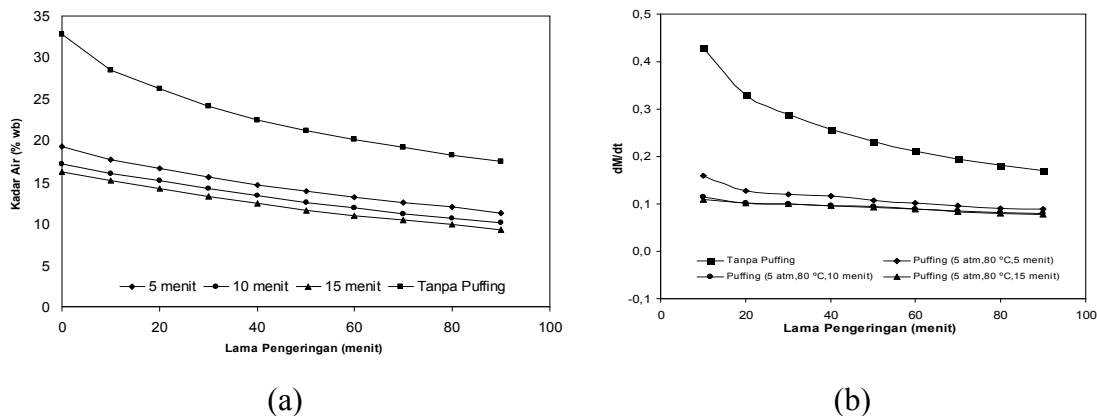 35
30
25
20
15
10
5
0
Kadar Air (% wb)
5 menit 10 menit 15 menit Tanpa Puffing
0 20 40 60 80 100
Lama Pengeringan (menit)
(a)
0,5
0,4
0,3
0,2
0,1
0,0
-0,1
dM/dt
Tanpa Puffing Puffing (5 atm,80 ºC,5 menit)
Puffing (5 atm,80 ºC,10 menit) Puffing (5 atm,80 ºC,15 menit)
0 20 40 60 80 100
Lama Pengeringan (menit)
(b)